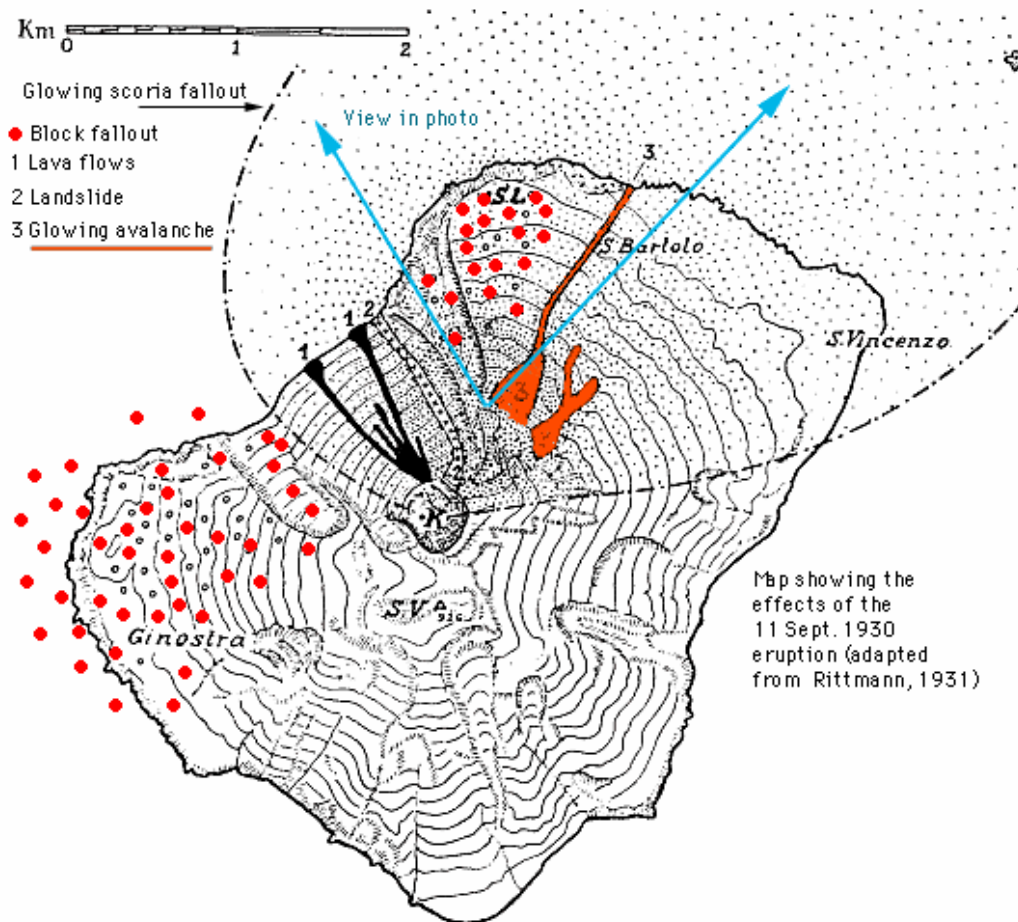 Km
0 1 2
Glowing scoria fallout
Block fallout
1 Lava flows
2 Landslide
3 Glowing avalanche
View in photo
3
S.L.
S. Bartolo
S. Vincenzo
1 2
1
3
K
S.V. 926
Ginostra
Map showing the
effects of the
11 Sept. 1930
eruption (adapted
from Rittmann, 1931)